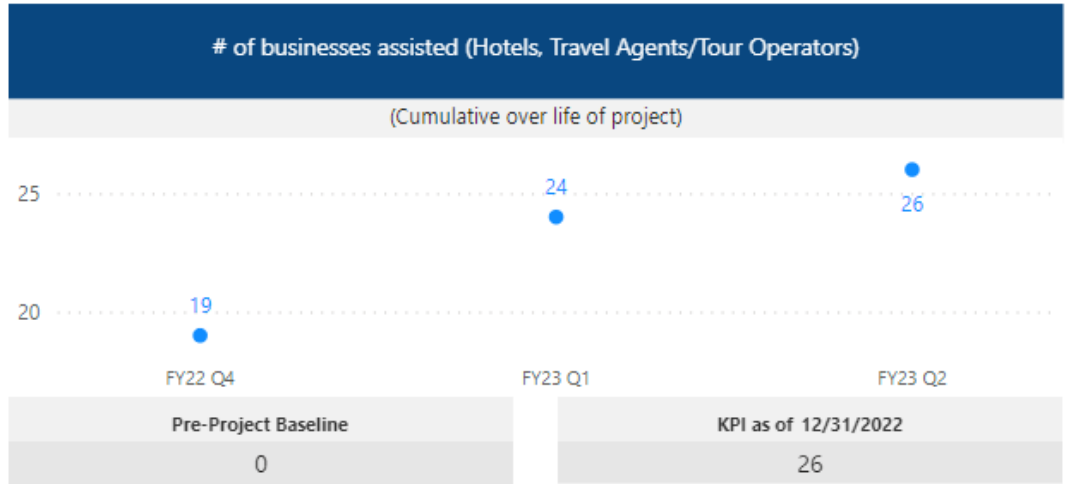 # of businesses assisted (Hotels, Travel Agents/Tour Operators)
(Cumulative over life of project)
25
24
26
20
19
FY22 Q4 FY23 Q1 FY23 Q2
Pre-Project Baseline KPI as of 12/31/2022
0 26